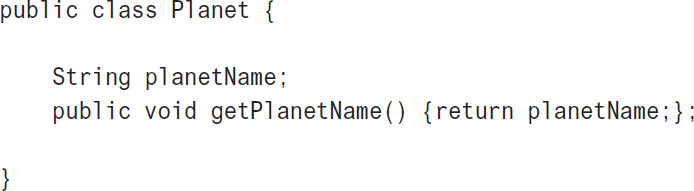 public class Planet {
String planetName;
public void getPlanetName() {return planetName;};
}